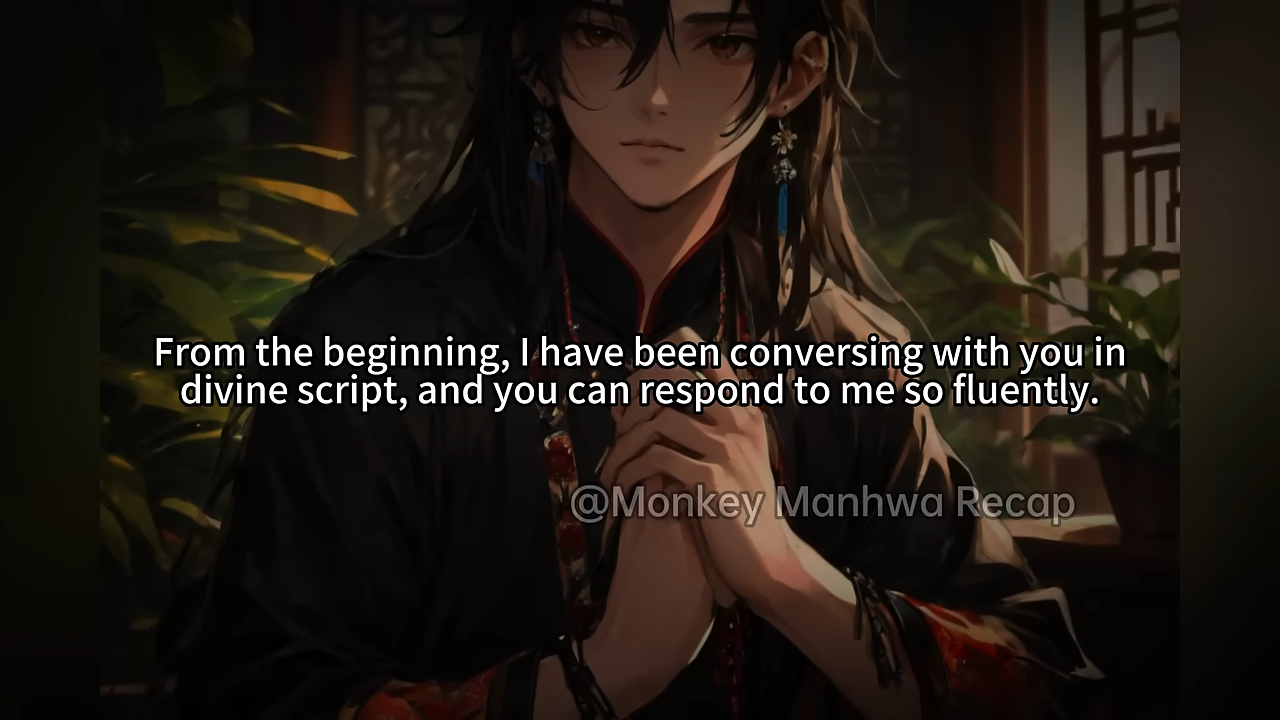 From the beginning, I have been conversing with you in
divine script, and you can respond to me so fluently.
@Monkey Manhwa Recap